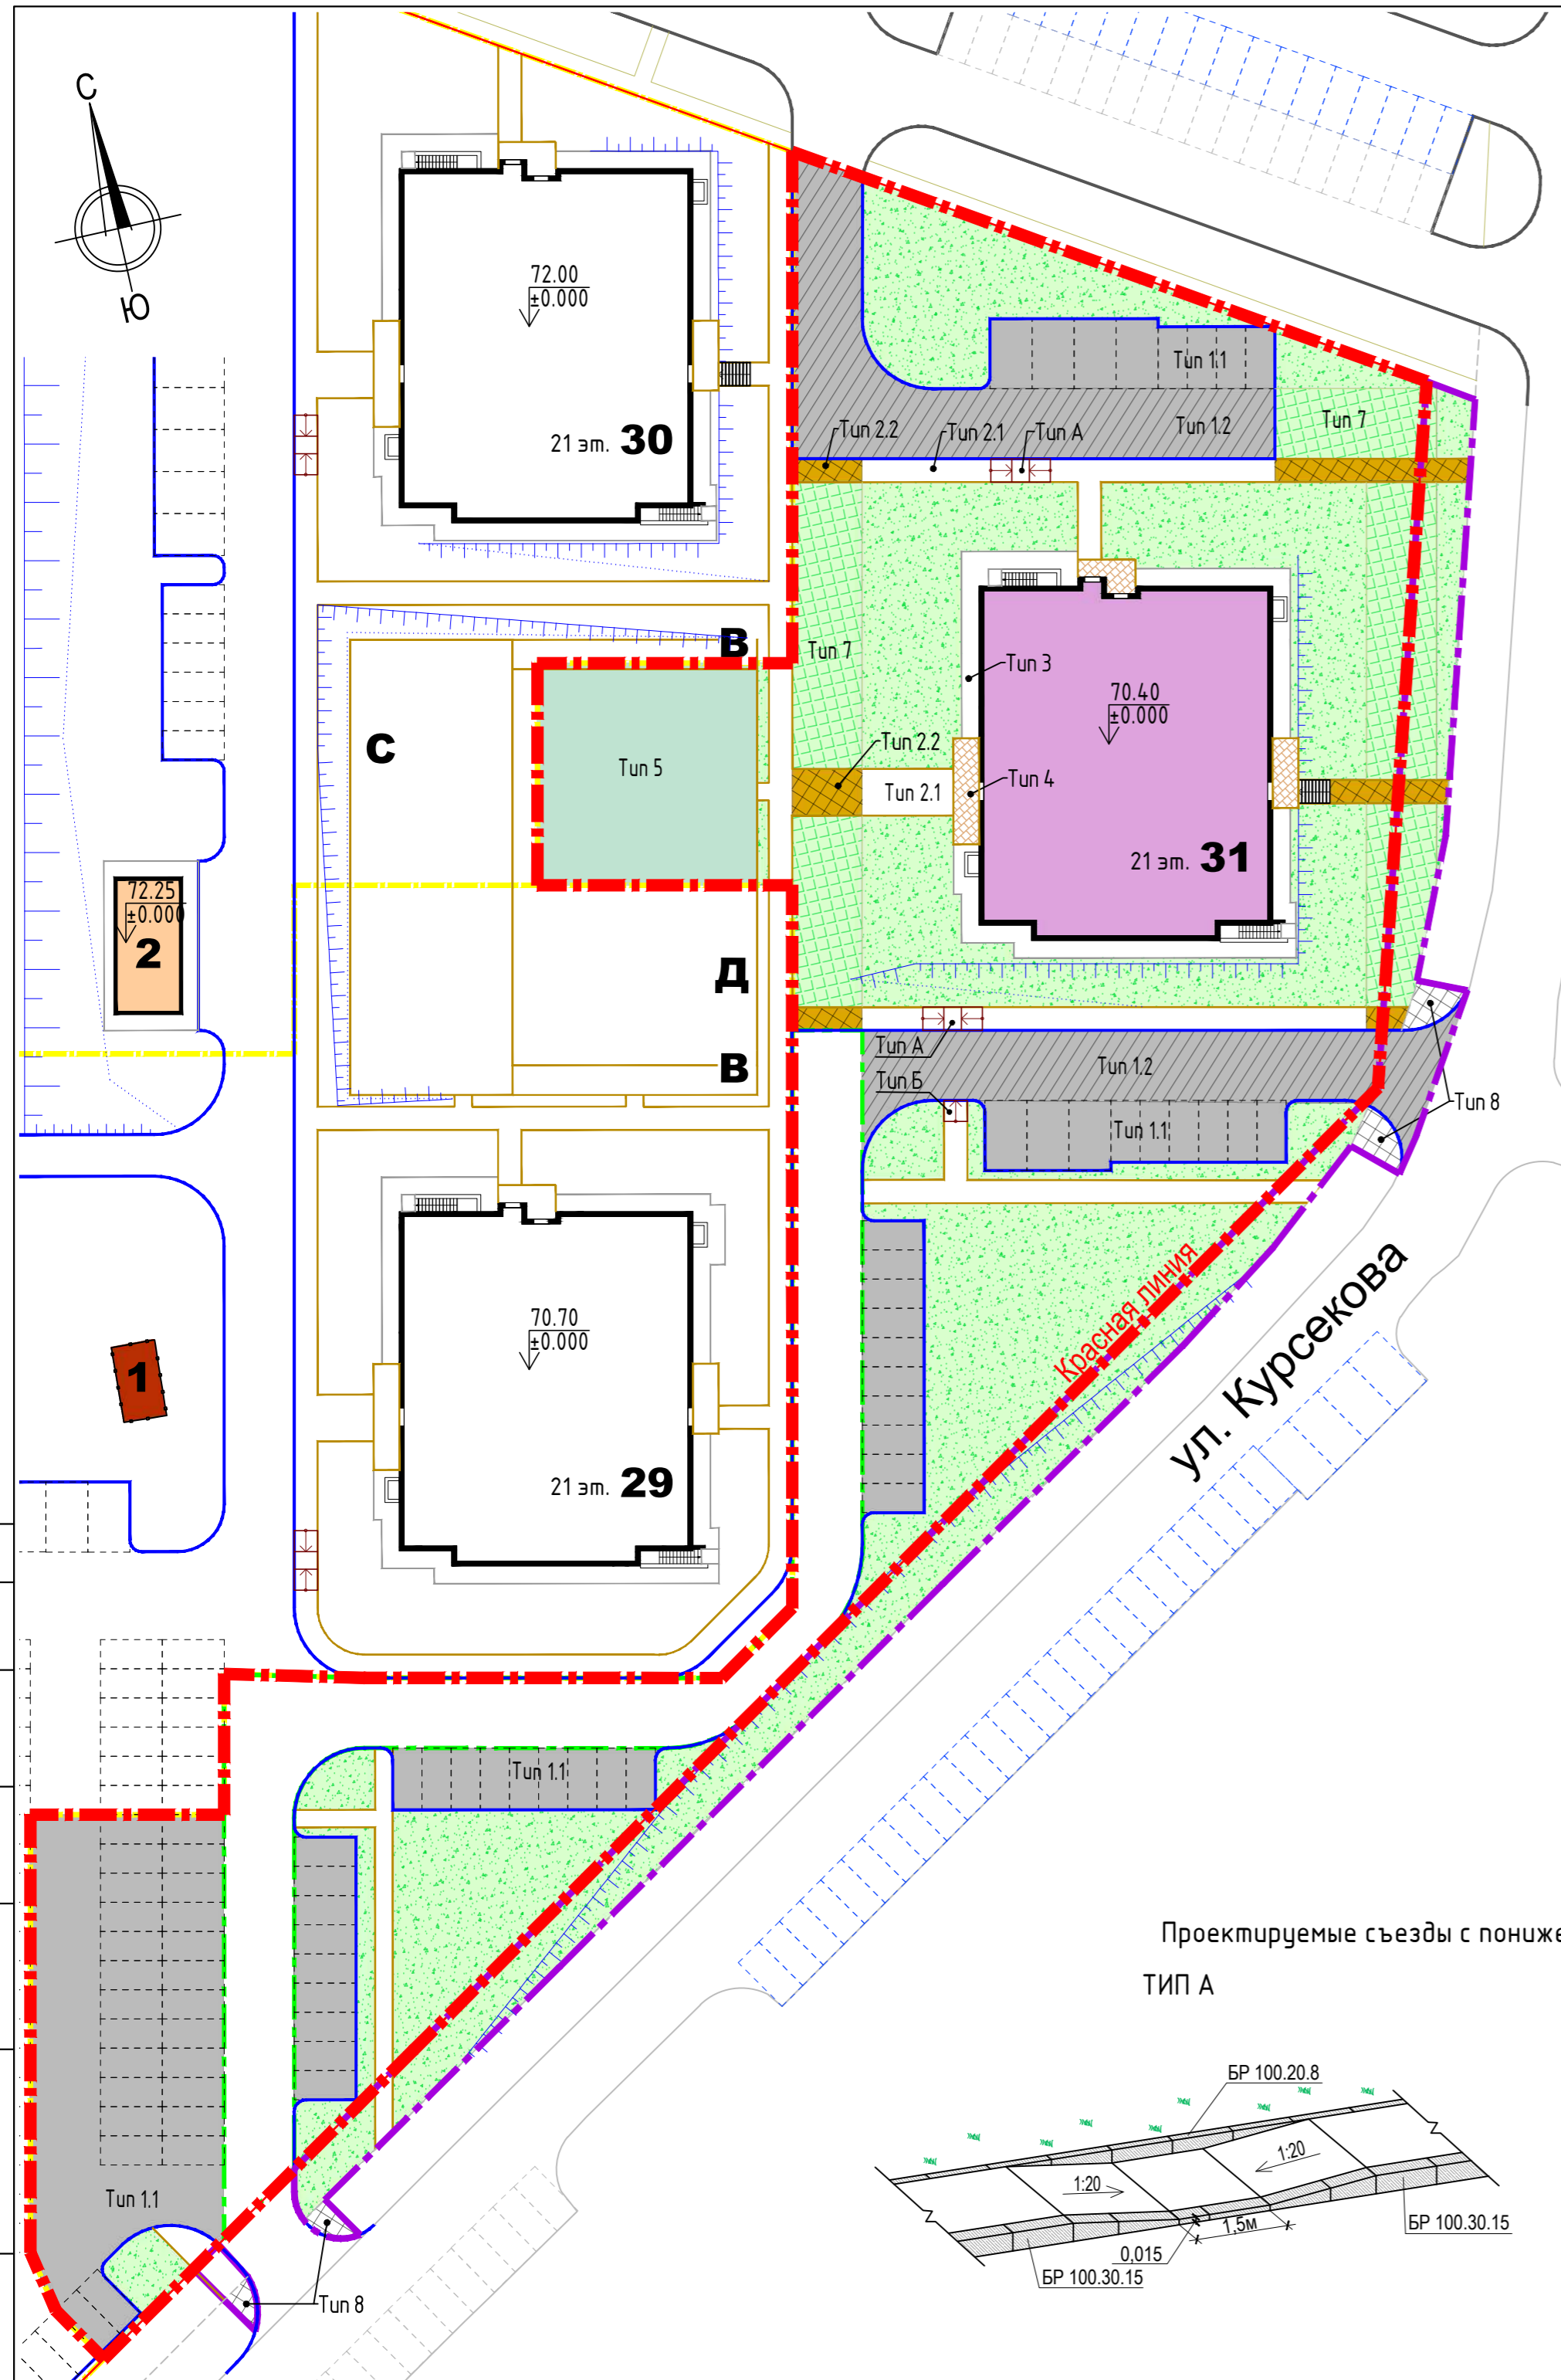 С
Ю
72.00
±0.000
21 эт. 30
Тип 1.1
Тип 2.2
Тип 2.1
Тип А
Тип 1.2
Тип 7
В
Тип 7
Тип 3
70.40
±0.000
С
Тип 5
Тип 2.2
Тип 4
Тип 2.1
21 эт. 31
72.25
±0.000
2
Д
Тип А
Тип 1.2
В
Тип Б
Тип 8
Тип 1.1
Красная линия
ул. Курсекова
70.70
±0.000
1
21 эт. 29
Тип 1.1
Проектируемые съезды с пониже
ТИП А
БР 100.20.8
1:20
1:20
Тип 1.1
1,5м
БР 100.30.15
0,015
БР 100.30.15
Тип 8